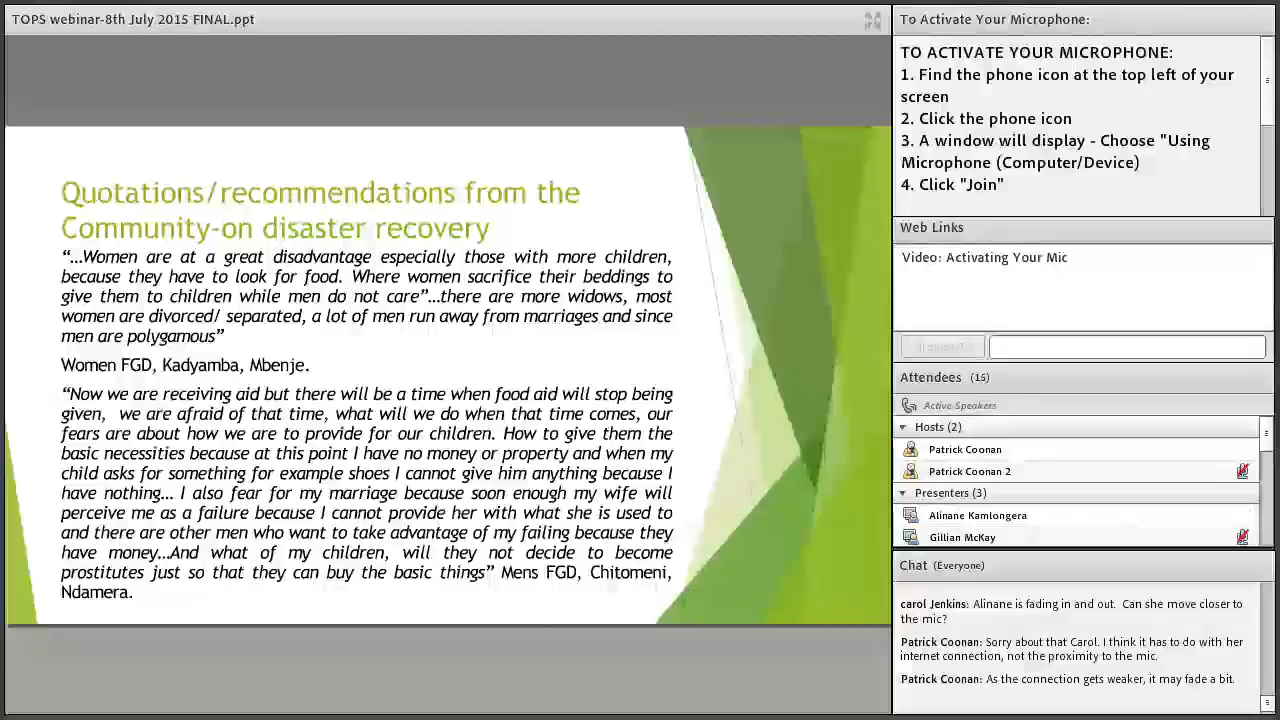 TOPS webinar-8th July 2015 FINAL.ppt
Quotations/recommendations from the
Community-on disaster recovery
“…Women are at a great disadvantage especially those with more children,
because they have to look for food. Where women sacrifice their beddings to
give them to children while men do not care”…there are more widows, most
women are divorced/ separated, a lot of men run away from marriages and since
men are polygamous”
Women FGD, Kadyamba, Mbenje.
“Now we are receiving aid but there will be a time when food aid will stop being
given, we are afraid of that time, what will we do when that time comes, our
fears are about how we are to provide for our children. How to give them the
basic necessities because at this point I have no money or property and when my
child asks for something for example shoes I cannot give him anything because I
have nothing… I also fear for my marriage because soon enough my wife will
perceive me as a failure because I cannot provide her with what she is used to
and there are other men who want to take advantage of my failing because they
have money…And what of my children, will they not decide to become
prostitutes just so that they can buy the basic things” Mens FGD, Chitomeni,
Ndamera.
To Activate Your Microphone:
TO ACTIVATE YOUR MICROPHONE:
1. Find the phone icon at the top left of your
screen
2. Click the phone icon
3. A window will display - Choose "Using
Microphone (Computer/Device)
4. Click "Join"
Web Links
Video: Activating Your Mic
Attendees (15)
Active Speakers
Hosts (2)
Patrick Coonan
Patrick Coonan 2
Presenters (3)
Alinane Kamlongera
Gillian McKay
Chat (Everyone)
carol Jenkins: Alinane is fading in and out. Can she move closer to
the mic?
Patrick Coonan: Sorry about that Carol. I think it has to do with her
internet connection, not the proximity to the mic.
Patrick Coonan: As the connection gets weaker, it may fade a bit.